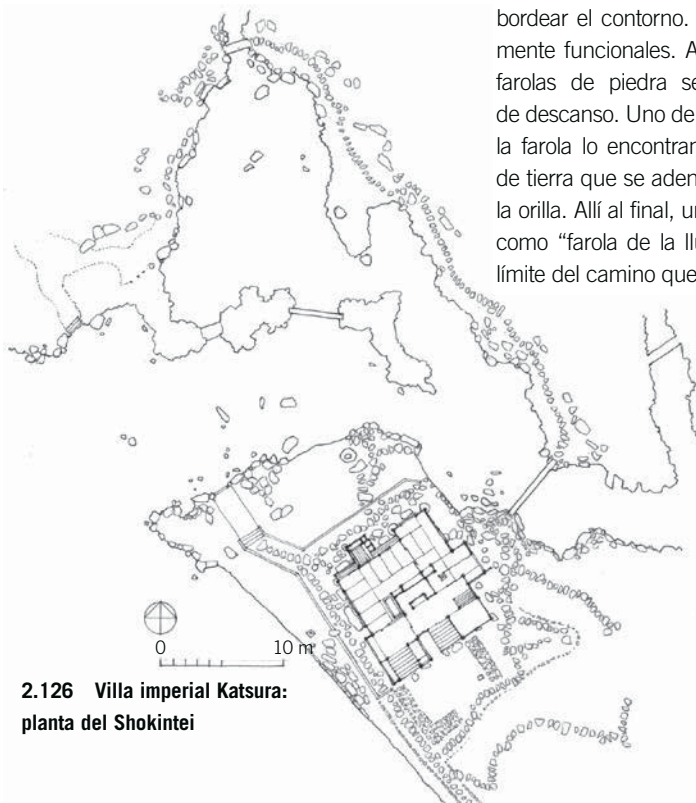 bordear el contorno.
mente funcionales. A
farolas de piedra se
de descanso. Uno de
la farola lo encontra
de tierra que se aden
la orilla. Allí al final, u
como “farola de la ll
límite del camino que
0 10 m
2.126 Villa imperial Katsura:
planta del Shokintei